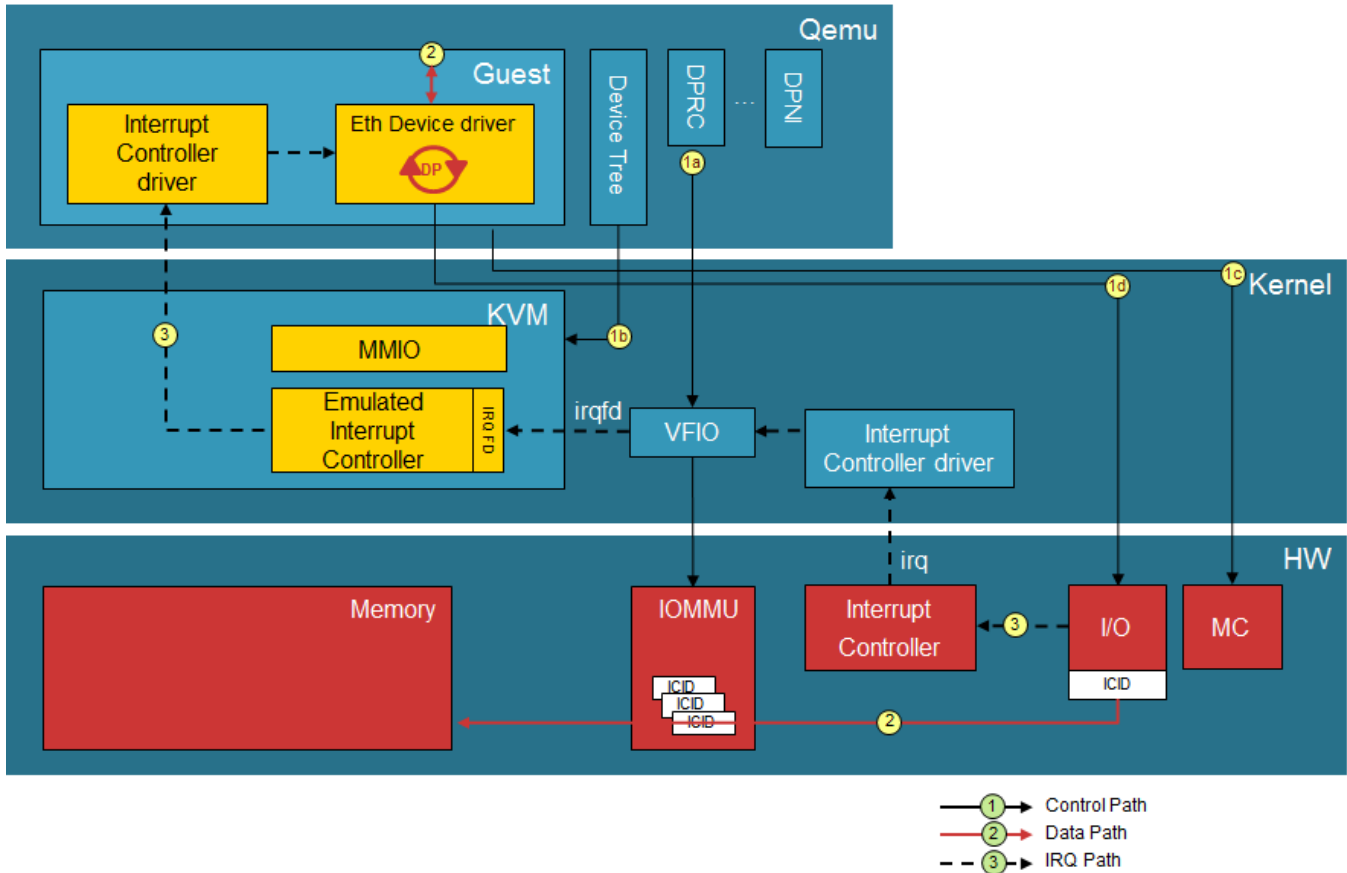 Qemu
2
Guest
Interrupt
Controller
driver
Eth Device driver
DP
Device Tree
DPRC
...
DPNI
1a
Kernel
1c
1d
KVM
1b
3
MMIO
Emulated
Interrupt
Controller
IRQ FD
irqfd
VFIO
Interrupt
Controller driver
HW
irq
Memory
IOMMU
Interrupt
Controller
3
I/O
MC
ICID
ICID
ICID
ICID
2
1 Control Path
2 Data Path
3 IRQ Path